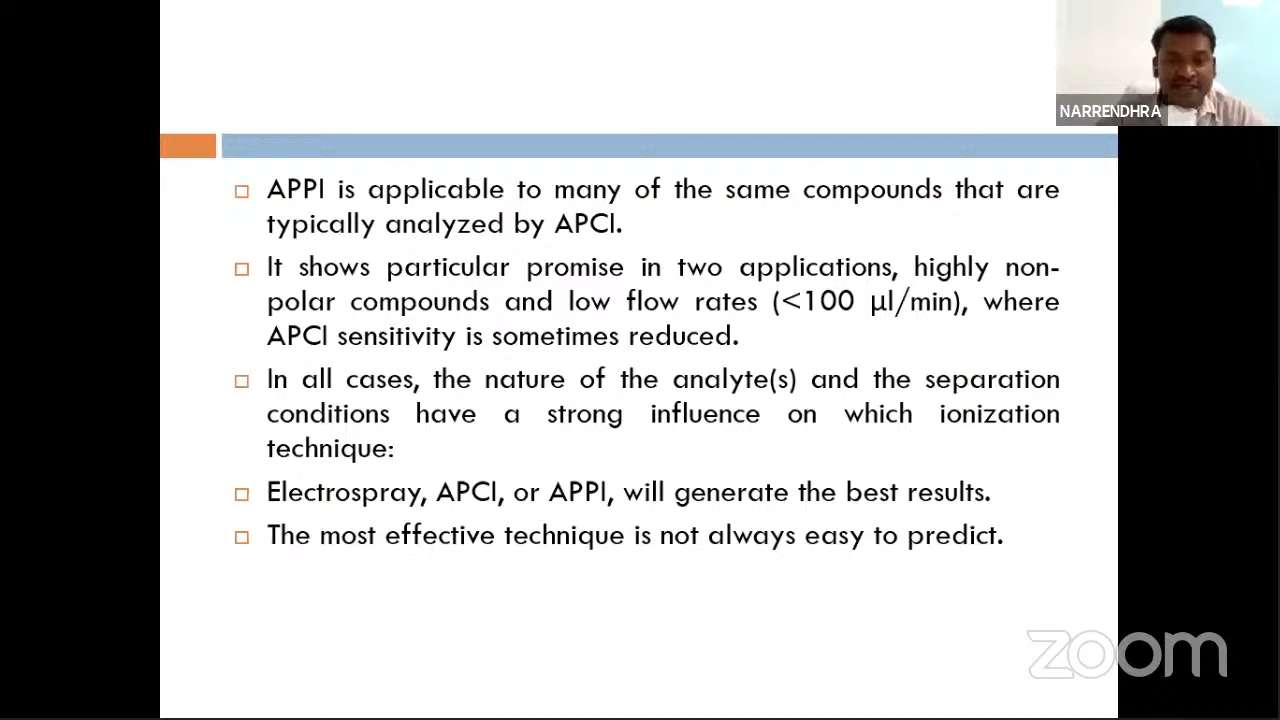 NARRENDHRA
APPI is applicable to many of the same compounds that are
typically analyzed by APCI.
It shows particular promise in two applications, highly non-
polar compounds and low flow rates (<100 µl/min), where
APCI sensitivity is sometimes reduced.
In all cases, the nature of the analyte(s) and the separation
conditions have a strong influence on which ionization
technique:
Electrospray, APCI, or APPI, will generate the best results.
The most effective technique is not always easy to predict.
zoom